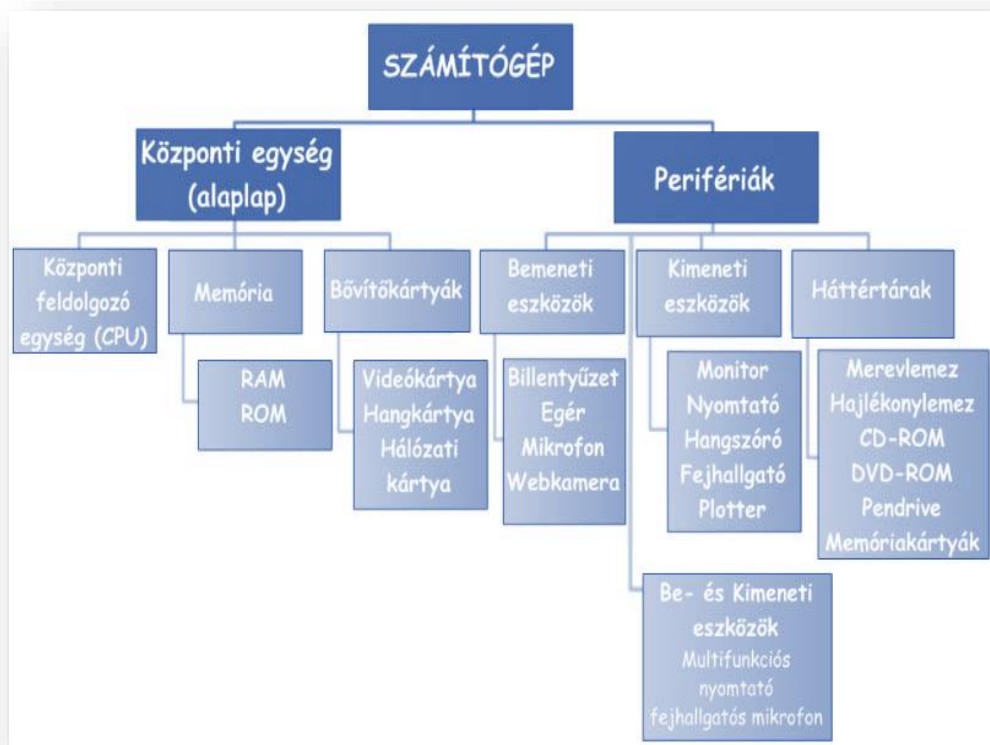 SZÁMÍTÓGÉP
Központi egység
(alaplap)
Perifériák
Központi
feldolgozó
egység (CPU)
Memória
Bővítőkártyák
Bemeneti
eszközök
Kimeneti
eszközök
Háttértárak
RAM
ROM
Videókártya
Hangkártya
Hálózati
kártya
Billentyűzet
Egér
Mikrofon
Webkamera
Monitor
Nyomtató
Hangszóró
Fejhallgató
Plotter
Merevlemez
Hajlékonylemez
CD-ROM
DVD-ROM
Pendrive
Memóriakártyák
Be- és Kimeneti
eszközök
Multifunkciós
nyomtató
fejhallgatós mikrofon